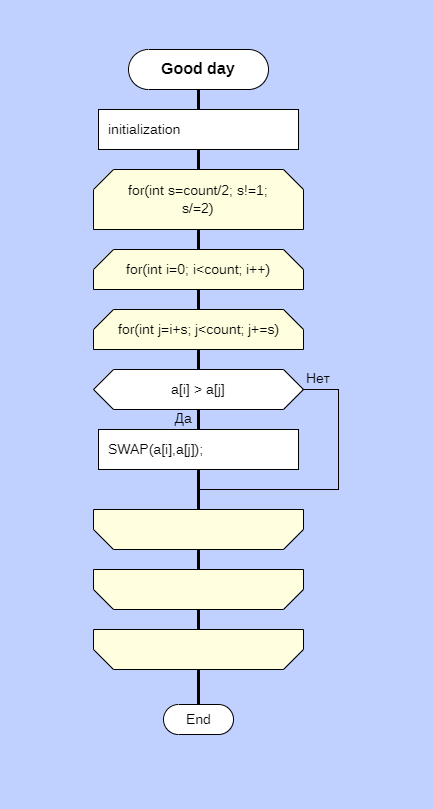 Good day
initialization
for(int s=count/2; s!=1;
s/=2)
for(int i=0; i<count; i++)
for(int j=i+s; j<count; j+=s)
a[i] > a[j]
Нет
Да
SWAP(a[i],a[j]);
End